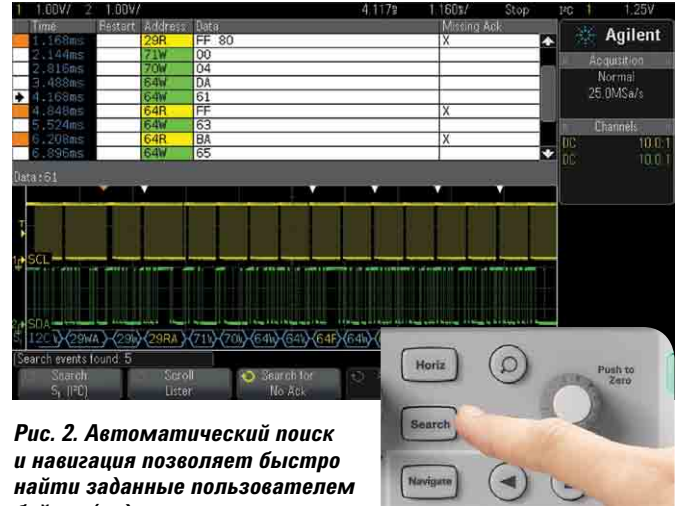 1 1.00V/ 2 1.00V/ 4.117s 1.160s/ Stop I²C 1 1.25V
Time Restart Address Data Missing Ack
1.168ms 29R FF 80 X
2.144ms 71W 00
2.816ms 70W 04
3.488ms 64W DA
4.168ms 64W 61
4.848ms 64R FF X
5.524ms 64W 63
6.208ms 64R BA X
6.896ms 64W 65
Agilent
Acquisition
Normal
25.0MSa/s
Channels
DC 10.0:1
DC 10.0:1
Data:61
SCL
SDA
Search events found: 5
Search
S₁ (I²C)
Scroll
Lister
Search for
No Ack
Horiz
Push to
Zero
Search
Navigate
Рис. 2. Автоматический поиск
и навигация позволяет быстро
найти заданные пользователем